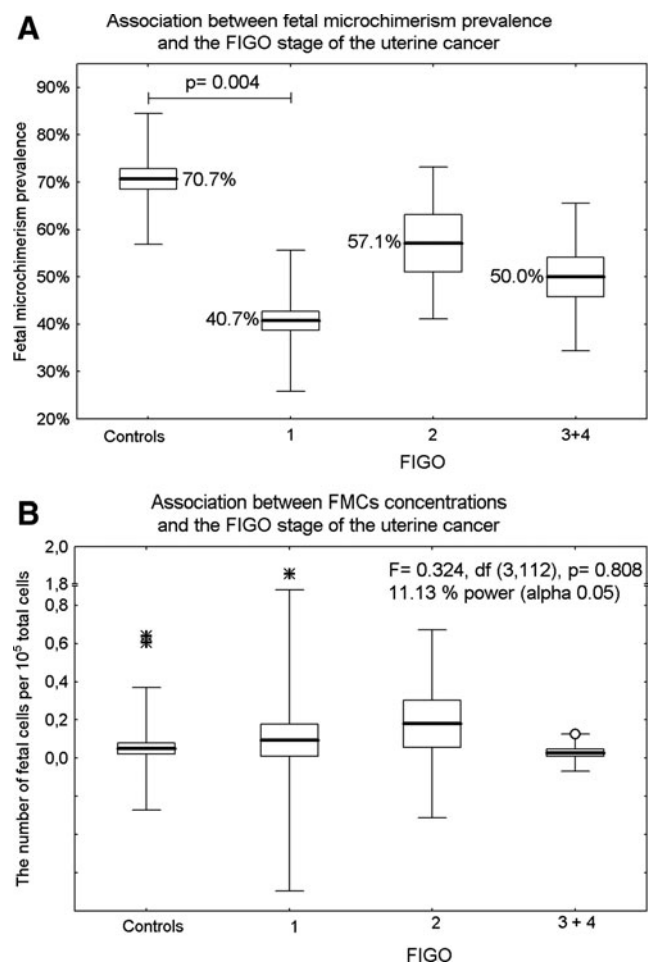 A
Association between fetal microchimerism prevalence
and the FIGO stage of the uterine cancer
Fetal microchimerism prevalence
90%
80%
70%
60%
50%
40%
30%
20%
p= 0.004
70.7%
40.7%
57.1%
50.0%
Controls 1 2 3+4
FIGO
B
Association between FMCs concentrations
and the FIGO stage of the uterine cancer
The number of fetal cells per 10⁵ total cells
2,0
1,8
0,8
0,6
0,4
0,2
0,0
F= 0.324, df (3,112), p= 0.808
11.13 % power (alpha 0.05)
Controls 1 2 3 + 4
FIGO